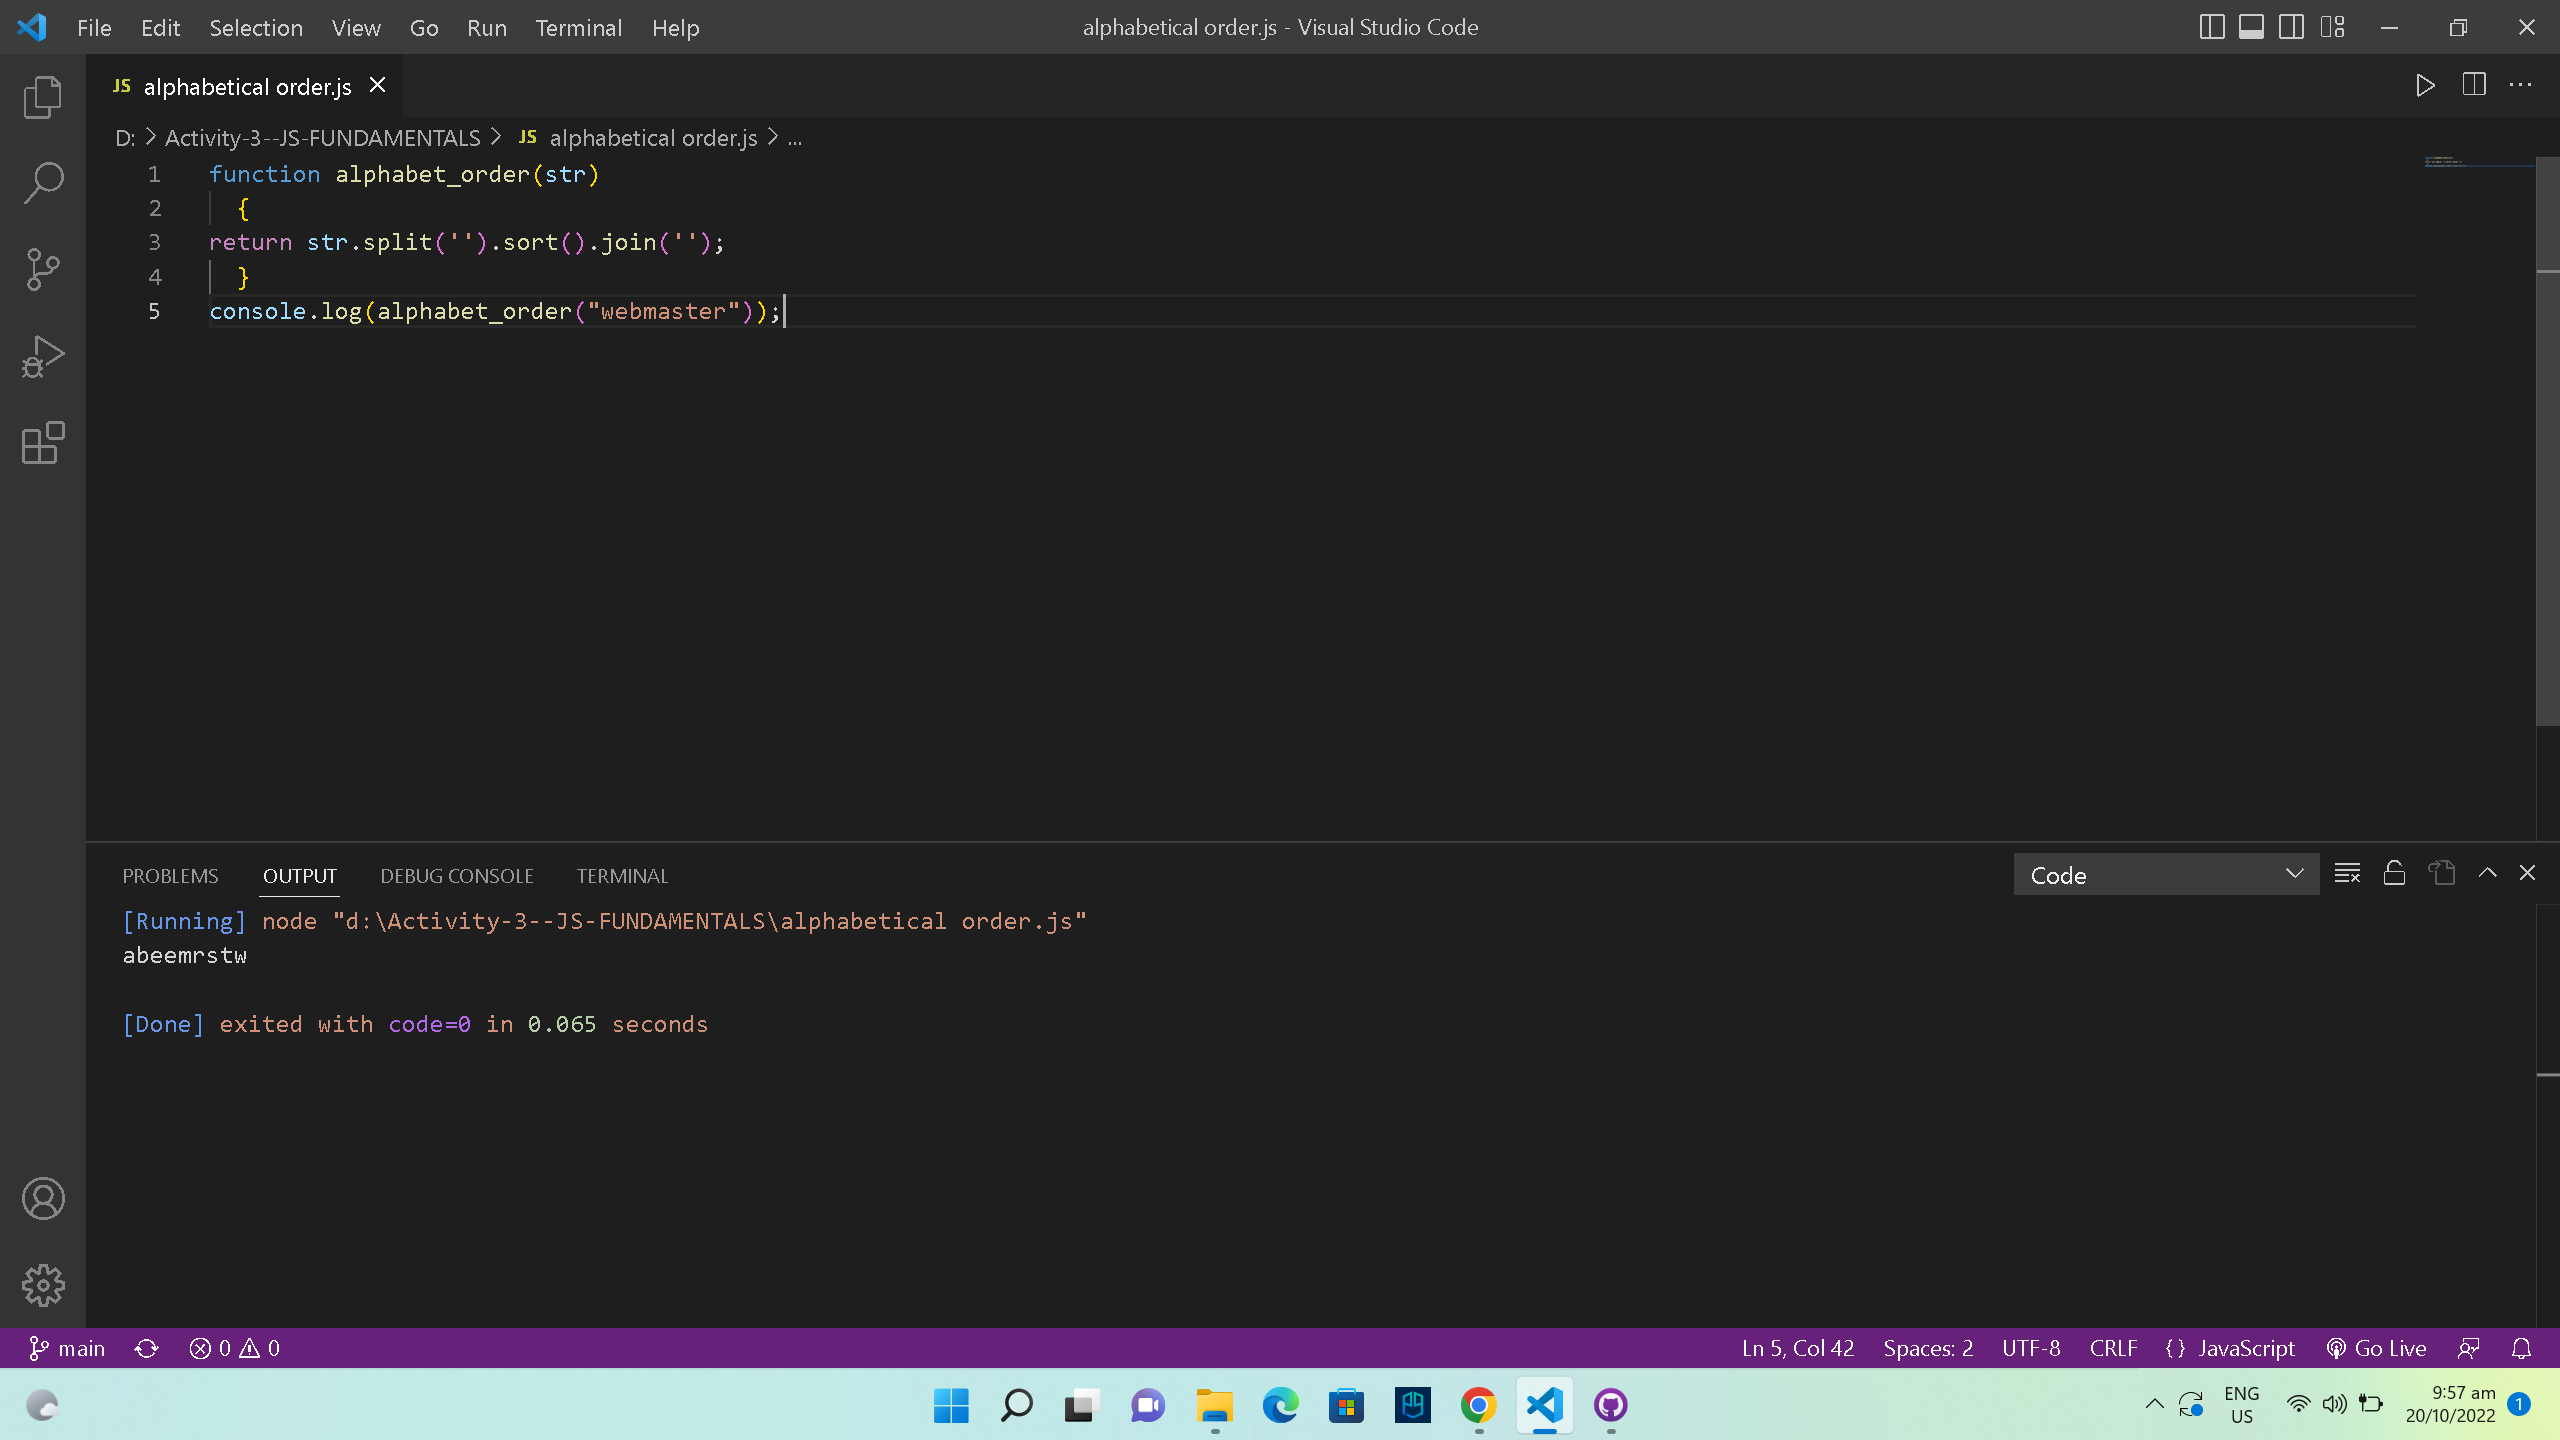 File Edit Selection View Go Run Terminal Help alphabetical order.js - Visual Studio Code
JS alphabetical order.js
D: > Activity-3--JS-FUNDAMENTALS > JS alphabetical order.js > ...
1 function alphabet_order(str)
2 {
3 return str.split('').sort().join('');
4 }
5 console.log(alphabet_order("webmaster"));
PROBLEMS OUTPUT DEBUG CONSOLE TERMINAL Code
[Running] node "d:\Activity-3--JS-FUNDAMENTALS\alphabetical order.js"
abeemrstw
[Done] exited with code=0 in 0.065 seconds
main 0 0 Ln 5, Col 42 Spaces: 2 UTF-8 CRLF {} JavaScript Go Live
ENG 9:57 am 1
US 20/10/2022